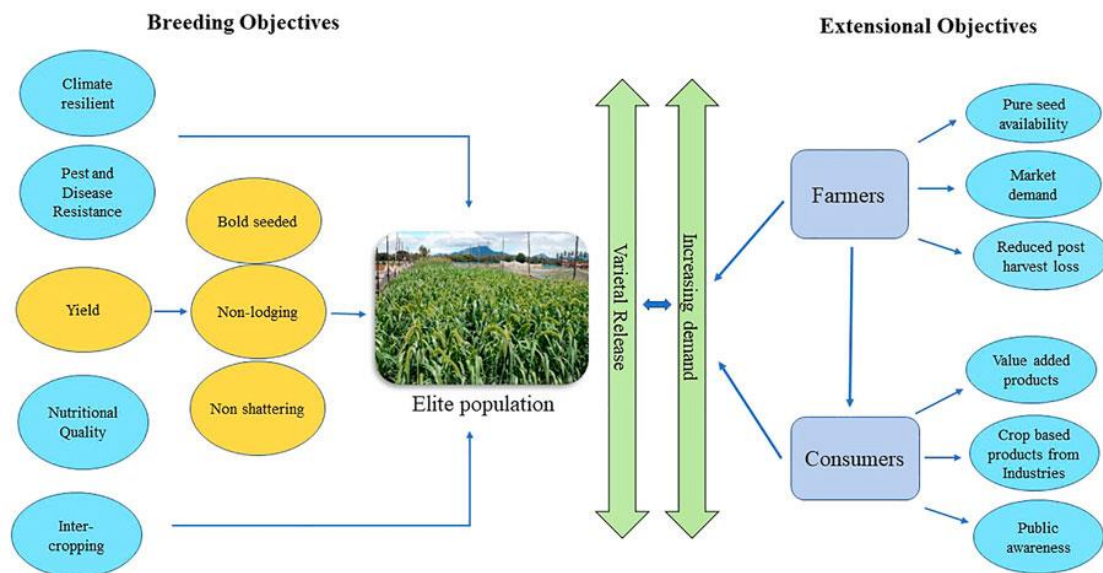 Breeding Objectives
Extensional Objectives
Climate
resilient
Pest and
Disease
Resistance
Yield
Nutritional
Quality
Inter-
cropping
Bold seeded
Non-lodging
Non shattering
Elite population
Varietal Release
Increasing demand
Farmers
Pure seed
availability
Market
demand
Reduced post
harvest loss
Consumers
Value added
products
Crop based
products from
Industries
Public
awareness